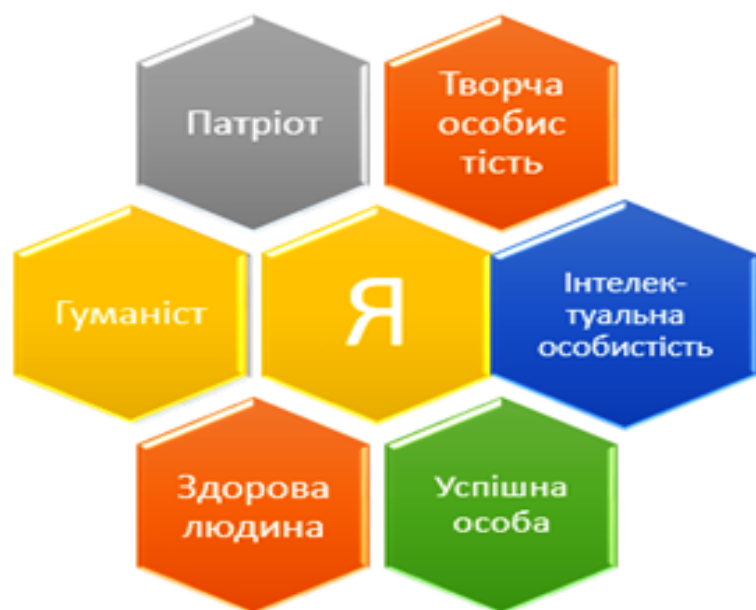 Патріот
Творча
особис
тість
Гуманіст
Я
Інтелек-
туальна
особистість
Здорова
людина
Успішна
особа